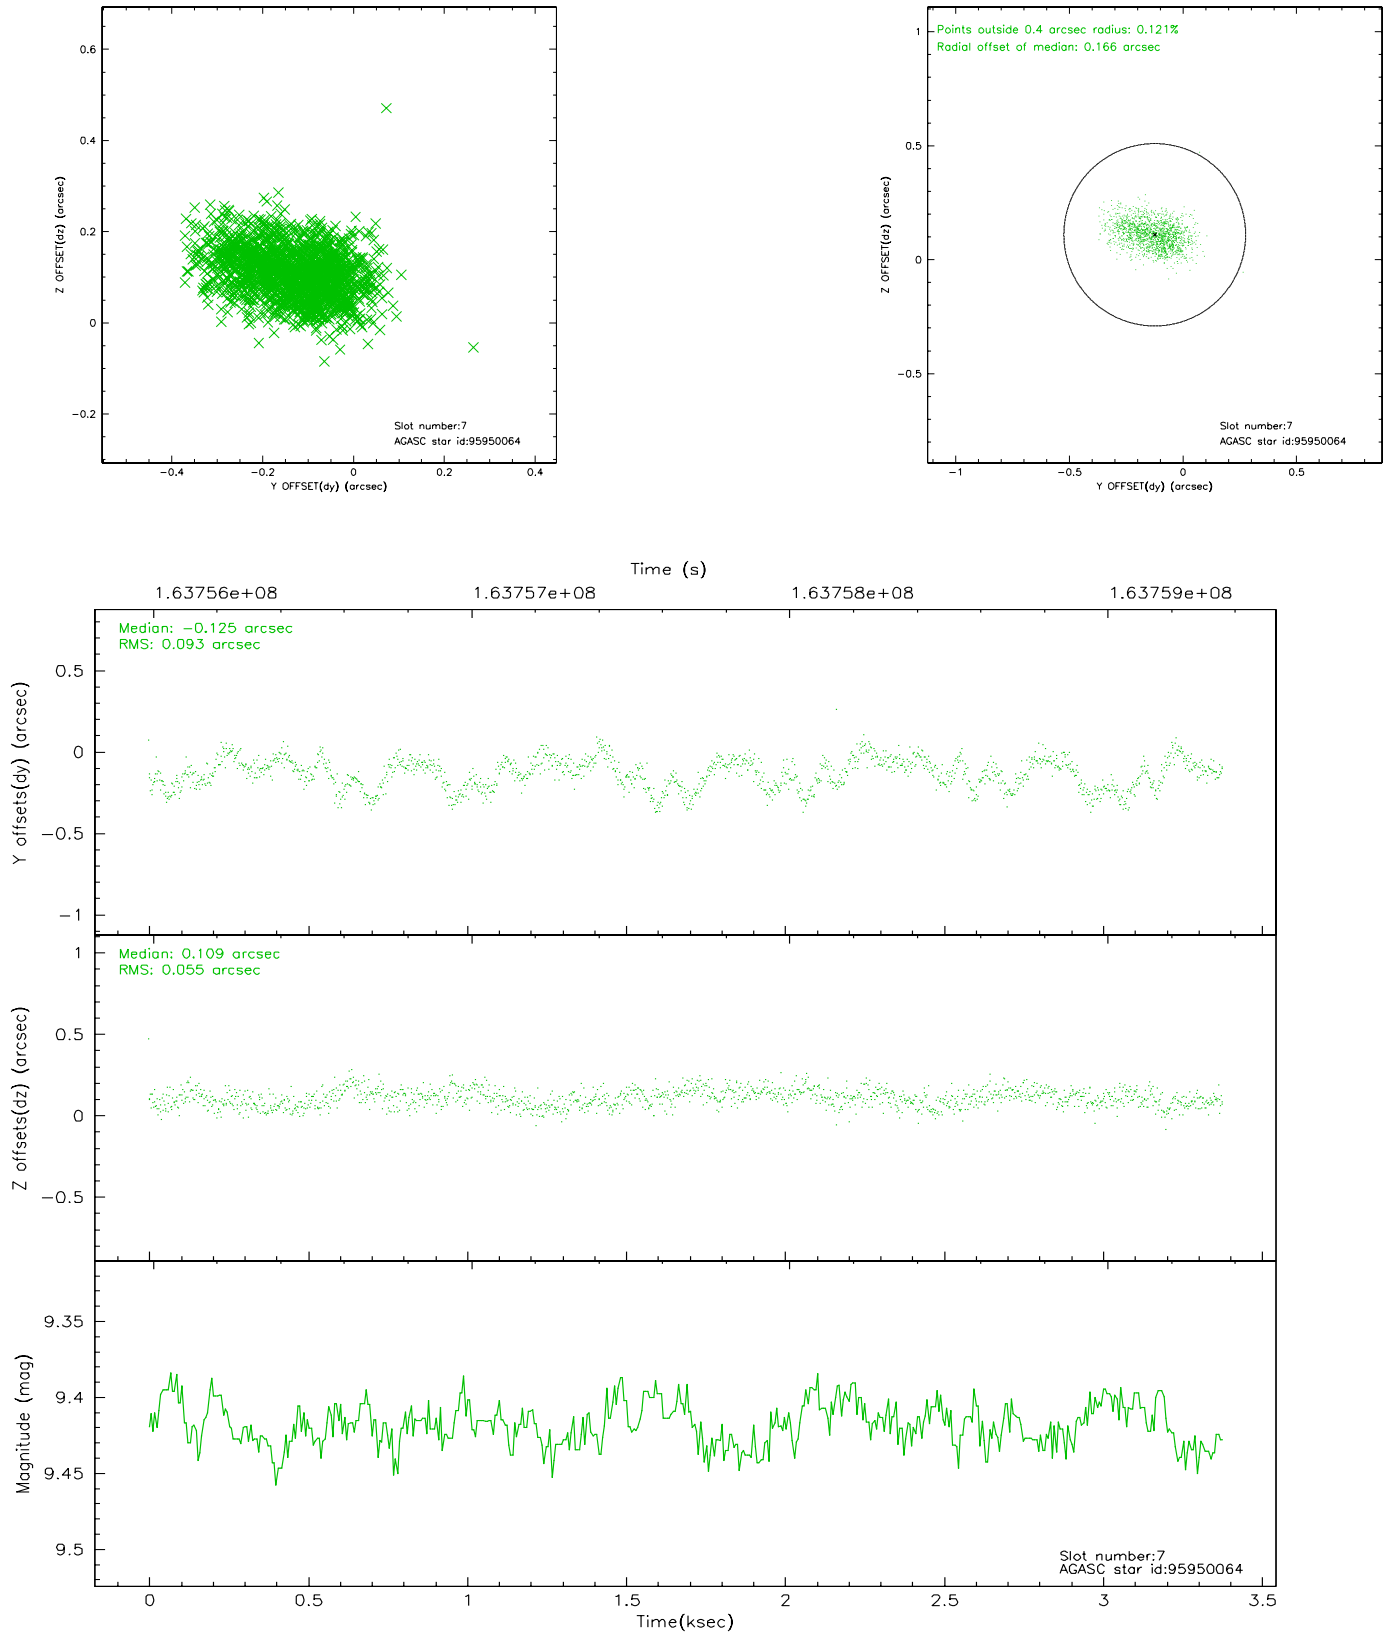 0.6
0.4
0.2
0
−0.2
Z OFFSET(dz) (arcsec)
Slot number:7
AGASC star id:95950064
−0.4 −0.2 0 0.2 0.4
Y OFFSET(dy) (arcsec)
Points outside 0.4 arcsec radius: 0.121%
Radial offset of median: 0.166 arcsec
1
0.5
0
−0.5
Z OFFSET(dz) (arcsec)
Slot number:7
AGASC star id:95950064
−1 −0.5 0 0.5
Y OFFSET(dy) (arcsec)
Time (s)
1.63756e+08 1.63757e+08 1.63758e+08 1.63759e+08
Median: −0.125 arcsec
RMS: 0.093 arcsec
0.5
0
−0.5
−1
Y offsets(dy) (arcsec)
Median: 0.109 arcsec
RMS: 0.055 arcsec
1
0.5
0
−0.5
Z offsets(dz) (arcsec)
9.35
9.4
9.45
9.5
Magnitude (mag)
Slot number:7
AGASC star id:95950064
0 0.5 1 1.5 2 2.5 3 3.5
Time(ksec)